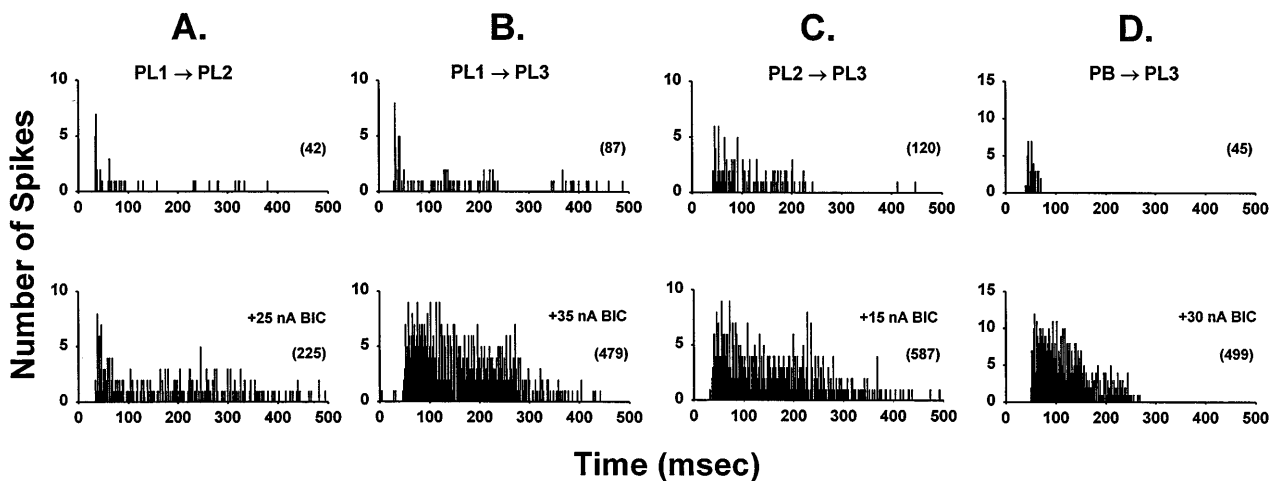 A. B. C. D.
PL1 → PL2
PL1 → PL3
PL2 → PL3
PB → PL3
Number of Spikes
10
5
0
0 100 200 300 400 500
(42)
10
5
0
0 100 200 300 400 500
(87)
10
5
0
0 100 200 300 400 500
(120)
15
10
5
0
0 100 200 300 400 500
(45)
10
5
0
0 100 200 300 400 500
+25 nA BIC
(225)
10
5
0
0 100 200 300 400 500
+35 nA BIC
(479)
10
5
0
0 100 200 300 400 500
+15 nA BIC
(587)
15
10
5
0
0 100 200 300 400 500
+30 nA BIC
(499)
Time (msec)